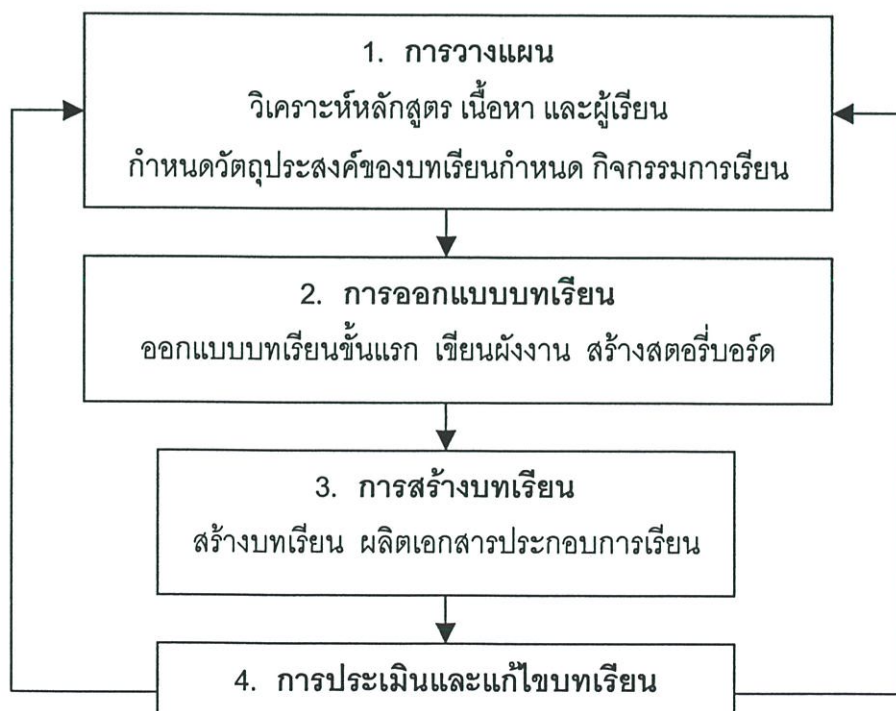 1. การวางแผน
วิเคราะห์หลักสูตร เนื้อหา และผู้เรียน
กำหนดวัตถุประสงค์ของบทเรียนกำหนด กิจกรรมการเรียน
2. การออกแบบบทเรียน
ออกแบบบทเรียนขั้นแรก เขียนผังงาน สร้างสตอรี่บอร์ด
3. การสร้างบทเรียน
สร้างบทเรียน ผลิตเอกสารประกอบการเรียน
4. การประเมินและแก้ไขบทเรียน